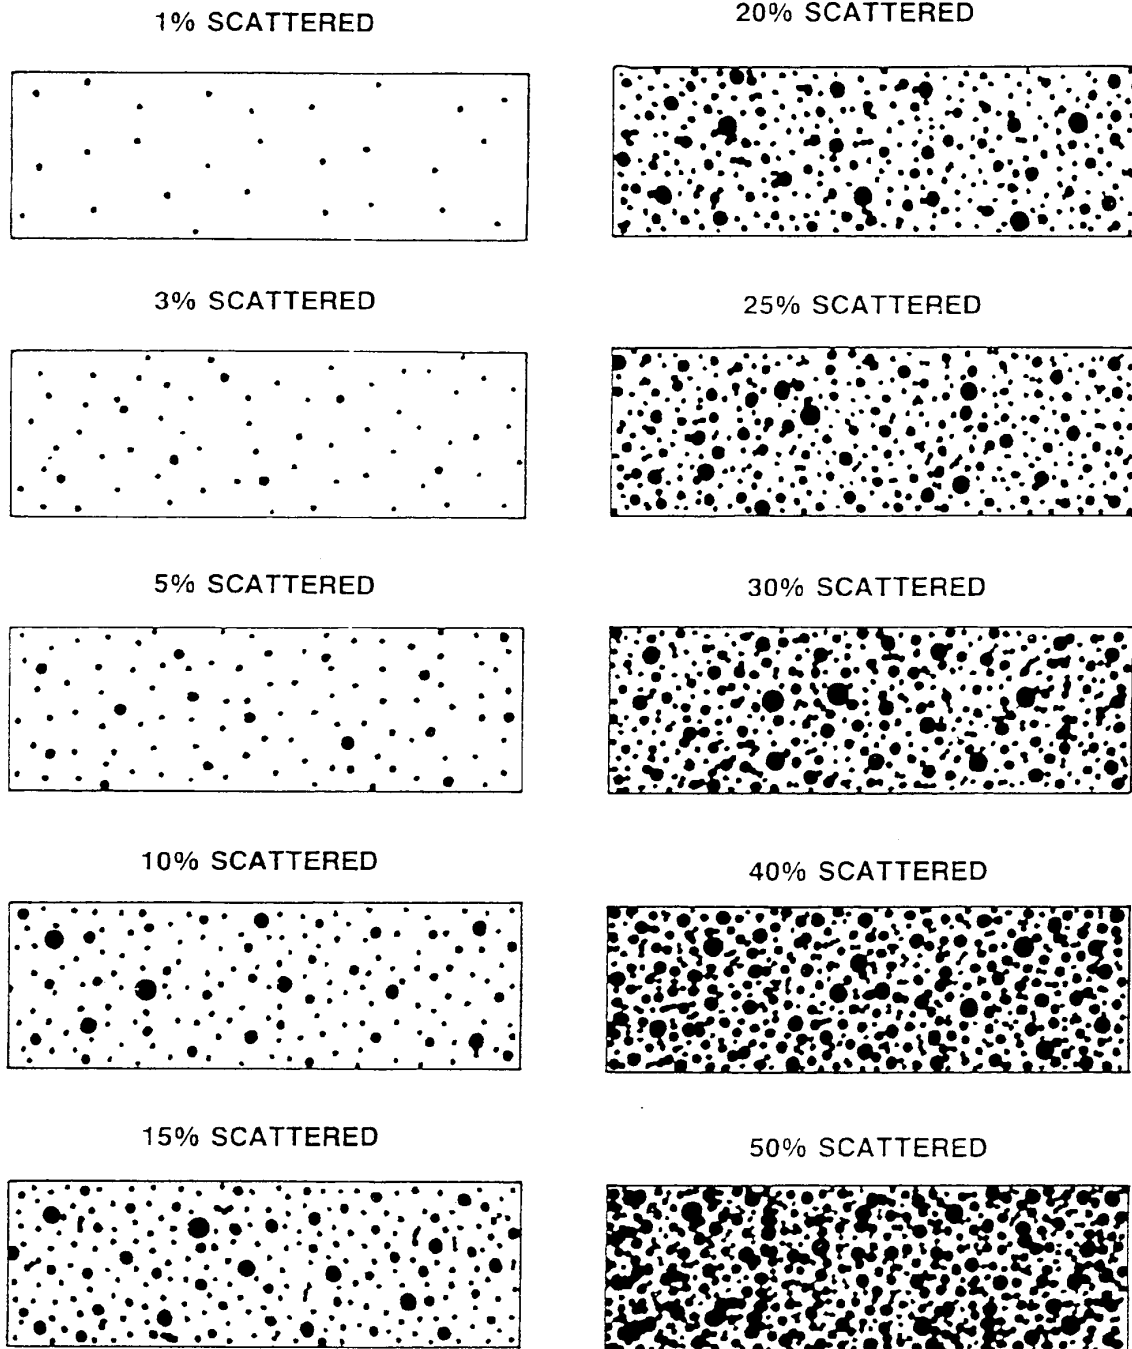 1% SCATTERED
3% SCATTERED
5% SCATTERED
10% SCATTERED
15% SCATTERED
20% SCATTERED
25% SCATTERED
30% SCATTERED
40% SCATTERED
50% SCATTERED